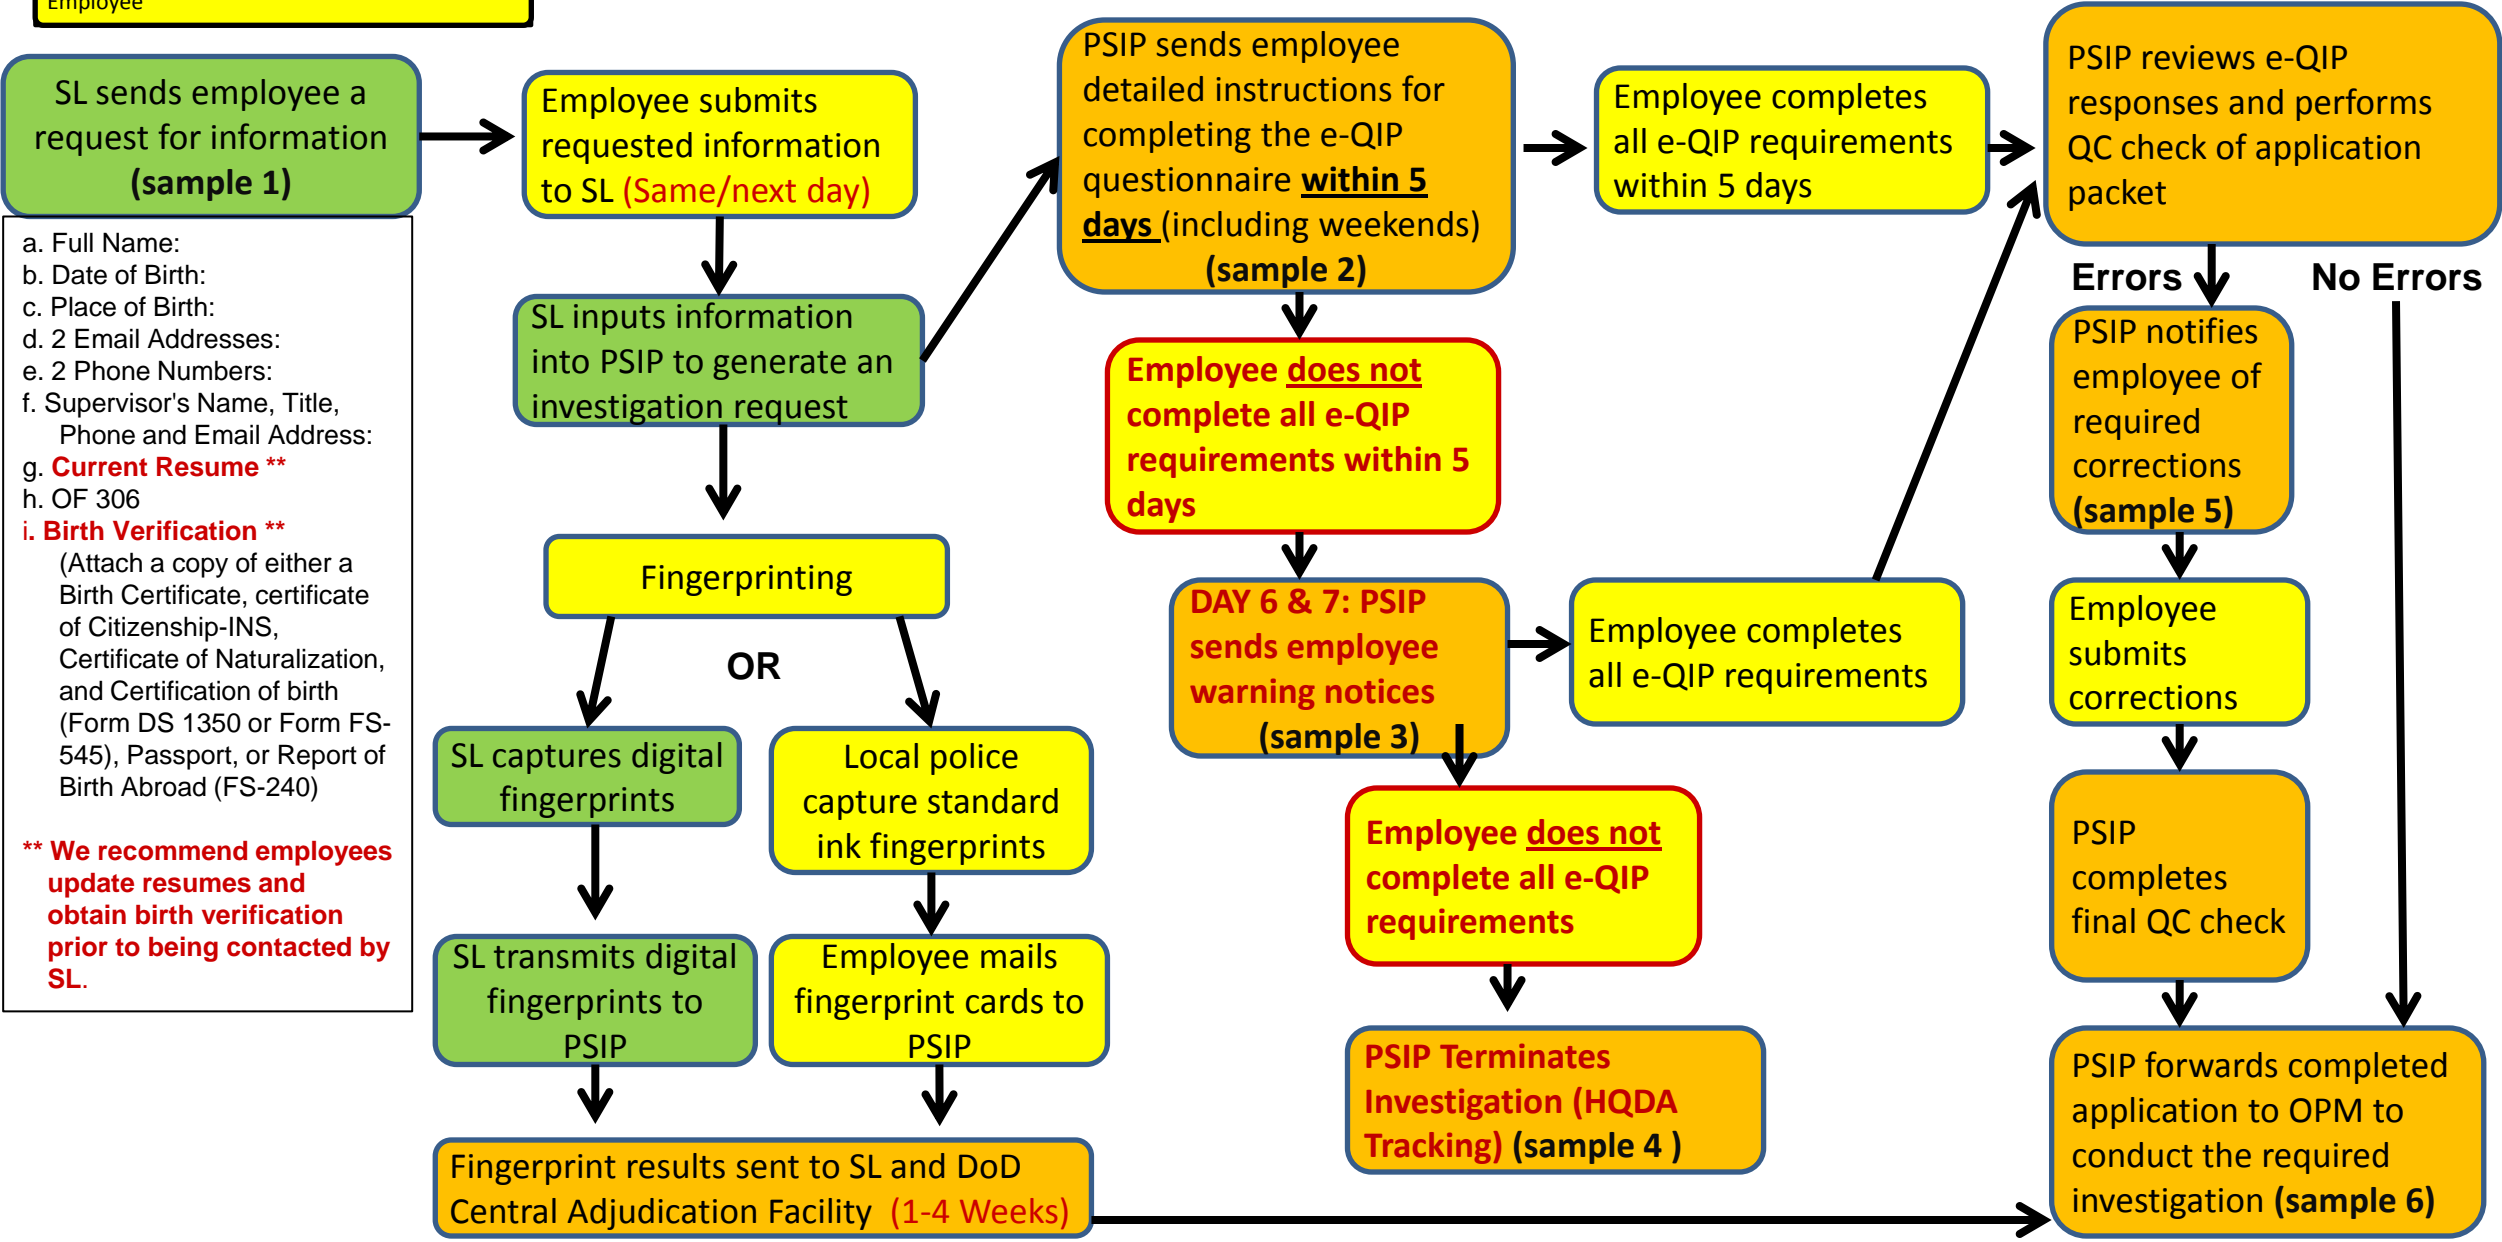 Employee
SL sends employee a
request for information
(sample 1)
a. Full Name:
b. Date of Birth:
c. Place of Birth:
d. 2 Email Addresses:
e. 2 Phone Numbers:
f. Supervisor's Name, Title,
Phone and Email Address:
g. Current Resume **
h. OF 306
i. Birth Verification **
(Attach a copy of either a
Birth Certificate, certificate
of Citizenship-INS,
Certificate of Naturalization,
and Certification of birth
(Form DS 1350 or Form FS-
545), Passport, or Report of
Birth Abroad (FS-240)
** We recommend employees
update resumes and
obtain birth verification
prior to being contacted by
SL.
Employee submits
requested information
to SL (Same/next day)
SL inputs information
into PSIP to generate an
investigation request
Fingerprinting
OR
SL captures digital
fingerprints
Local police
capture standard
ink fingerprints
SL transmits digital
fingerprints to
PSIP
Employee mails
fingerprint cards to
PSIP
Fingerprint results sent to SL and DoD
Central Adjudication Facility (1-4 Weeks)
PSIP sends employee
detailed instructions for
completing the e-QIP
questionnaire within 5
days (including weekends)
(sample 2)
Employee does not
complete all e-QIP
requirements within 5
days
DAY 6 & 7: PSIP
sends employee
warning notices
(sample 3)
Employee does not
complete all e-QIP
requirements
PSIP Terminates
Investigation (HQDA
Tracking) (sample 4 )
Employee completes
all e-QIP requirements
within 5 days
Employee completes
all e-QIP requirements
PSIP reviews e-QIP
responses and performs
QC check of application
packet
Errors
No Errors
PSIP notifies
employee of
required
corrections
(sample 5)
Employee
submits
corrections
PSIP
completes
final QC check
PSIP forwards completed
application to OPM to
conduct the required
investigation (sample 6)